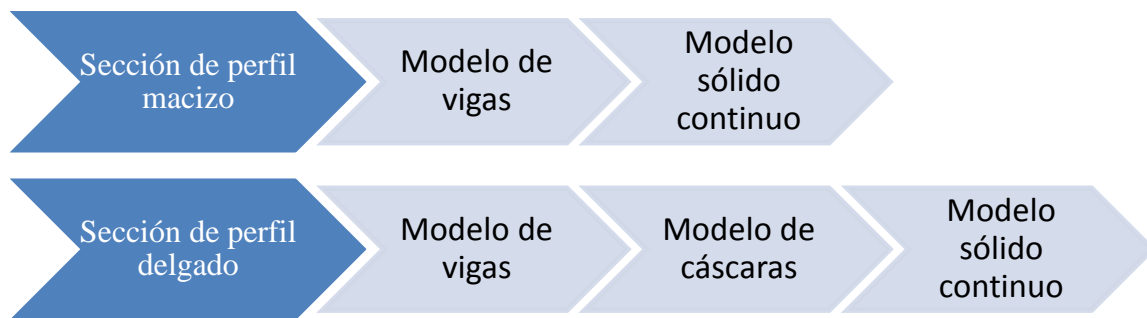 Sección de perfil
macizo
Modelo de
vigas
Modelo
sólido
continuo
Sección de perfil
delgado
Modelo de
vigas
Modelo de
cáscaras
Modelo
sólido
continuo